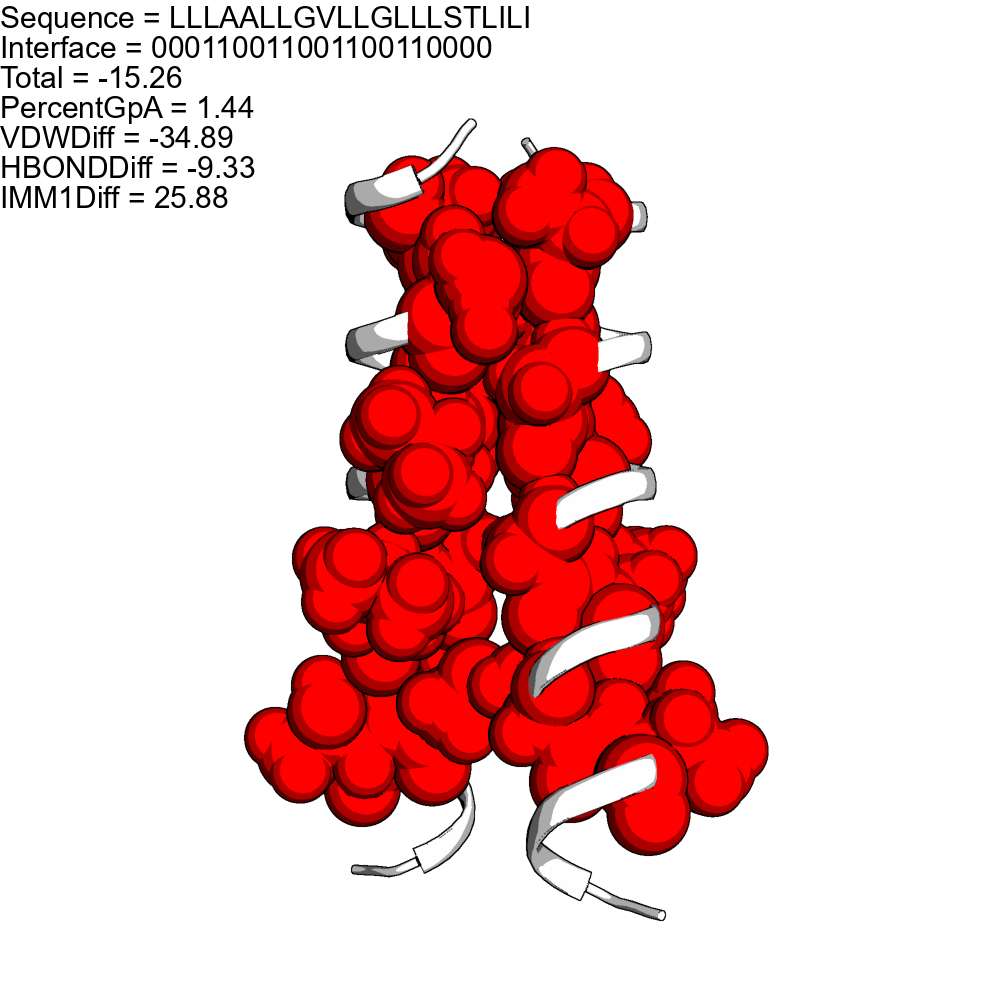 Sequence = LLLAALLGVLLGLLLSTLILI
Interface = 000110011001100110000
Total = -15.26
PercentGpA = 1.44
VDWDiff = -34.89
HBONDDiff = -9.33
IMM1Diff = 25.88